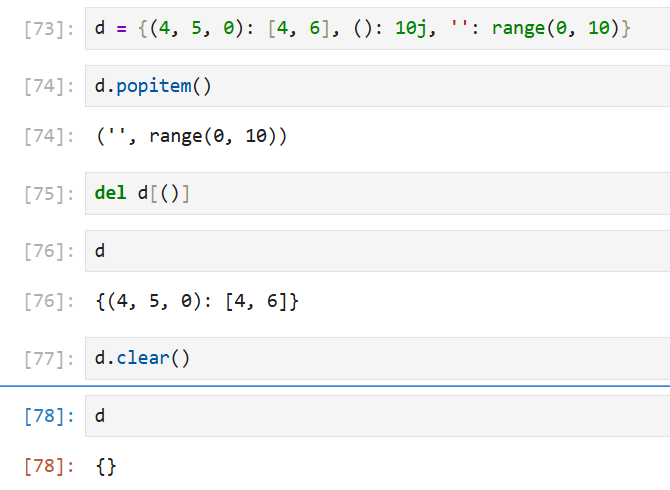 [73]: d = {(4, 5, 0): [4, 6], (): 10j, '': range(0, 10)}
[74]: d.popitem()
[74]: ('', range(0, 10))
[75]: del d[()]
[76]: d
[76]: {(4, 5, 0): [4, 6]}
[77]: d.clear()
[78]: d
[78]: {}